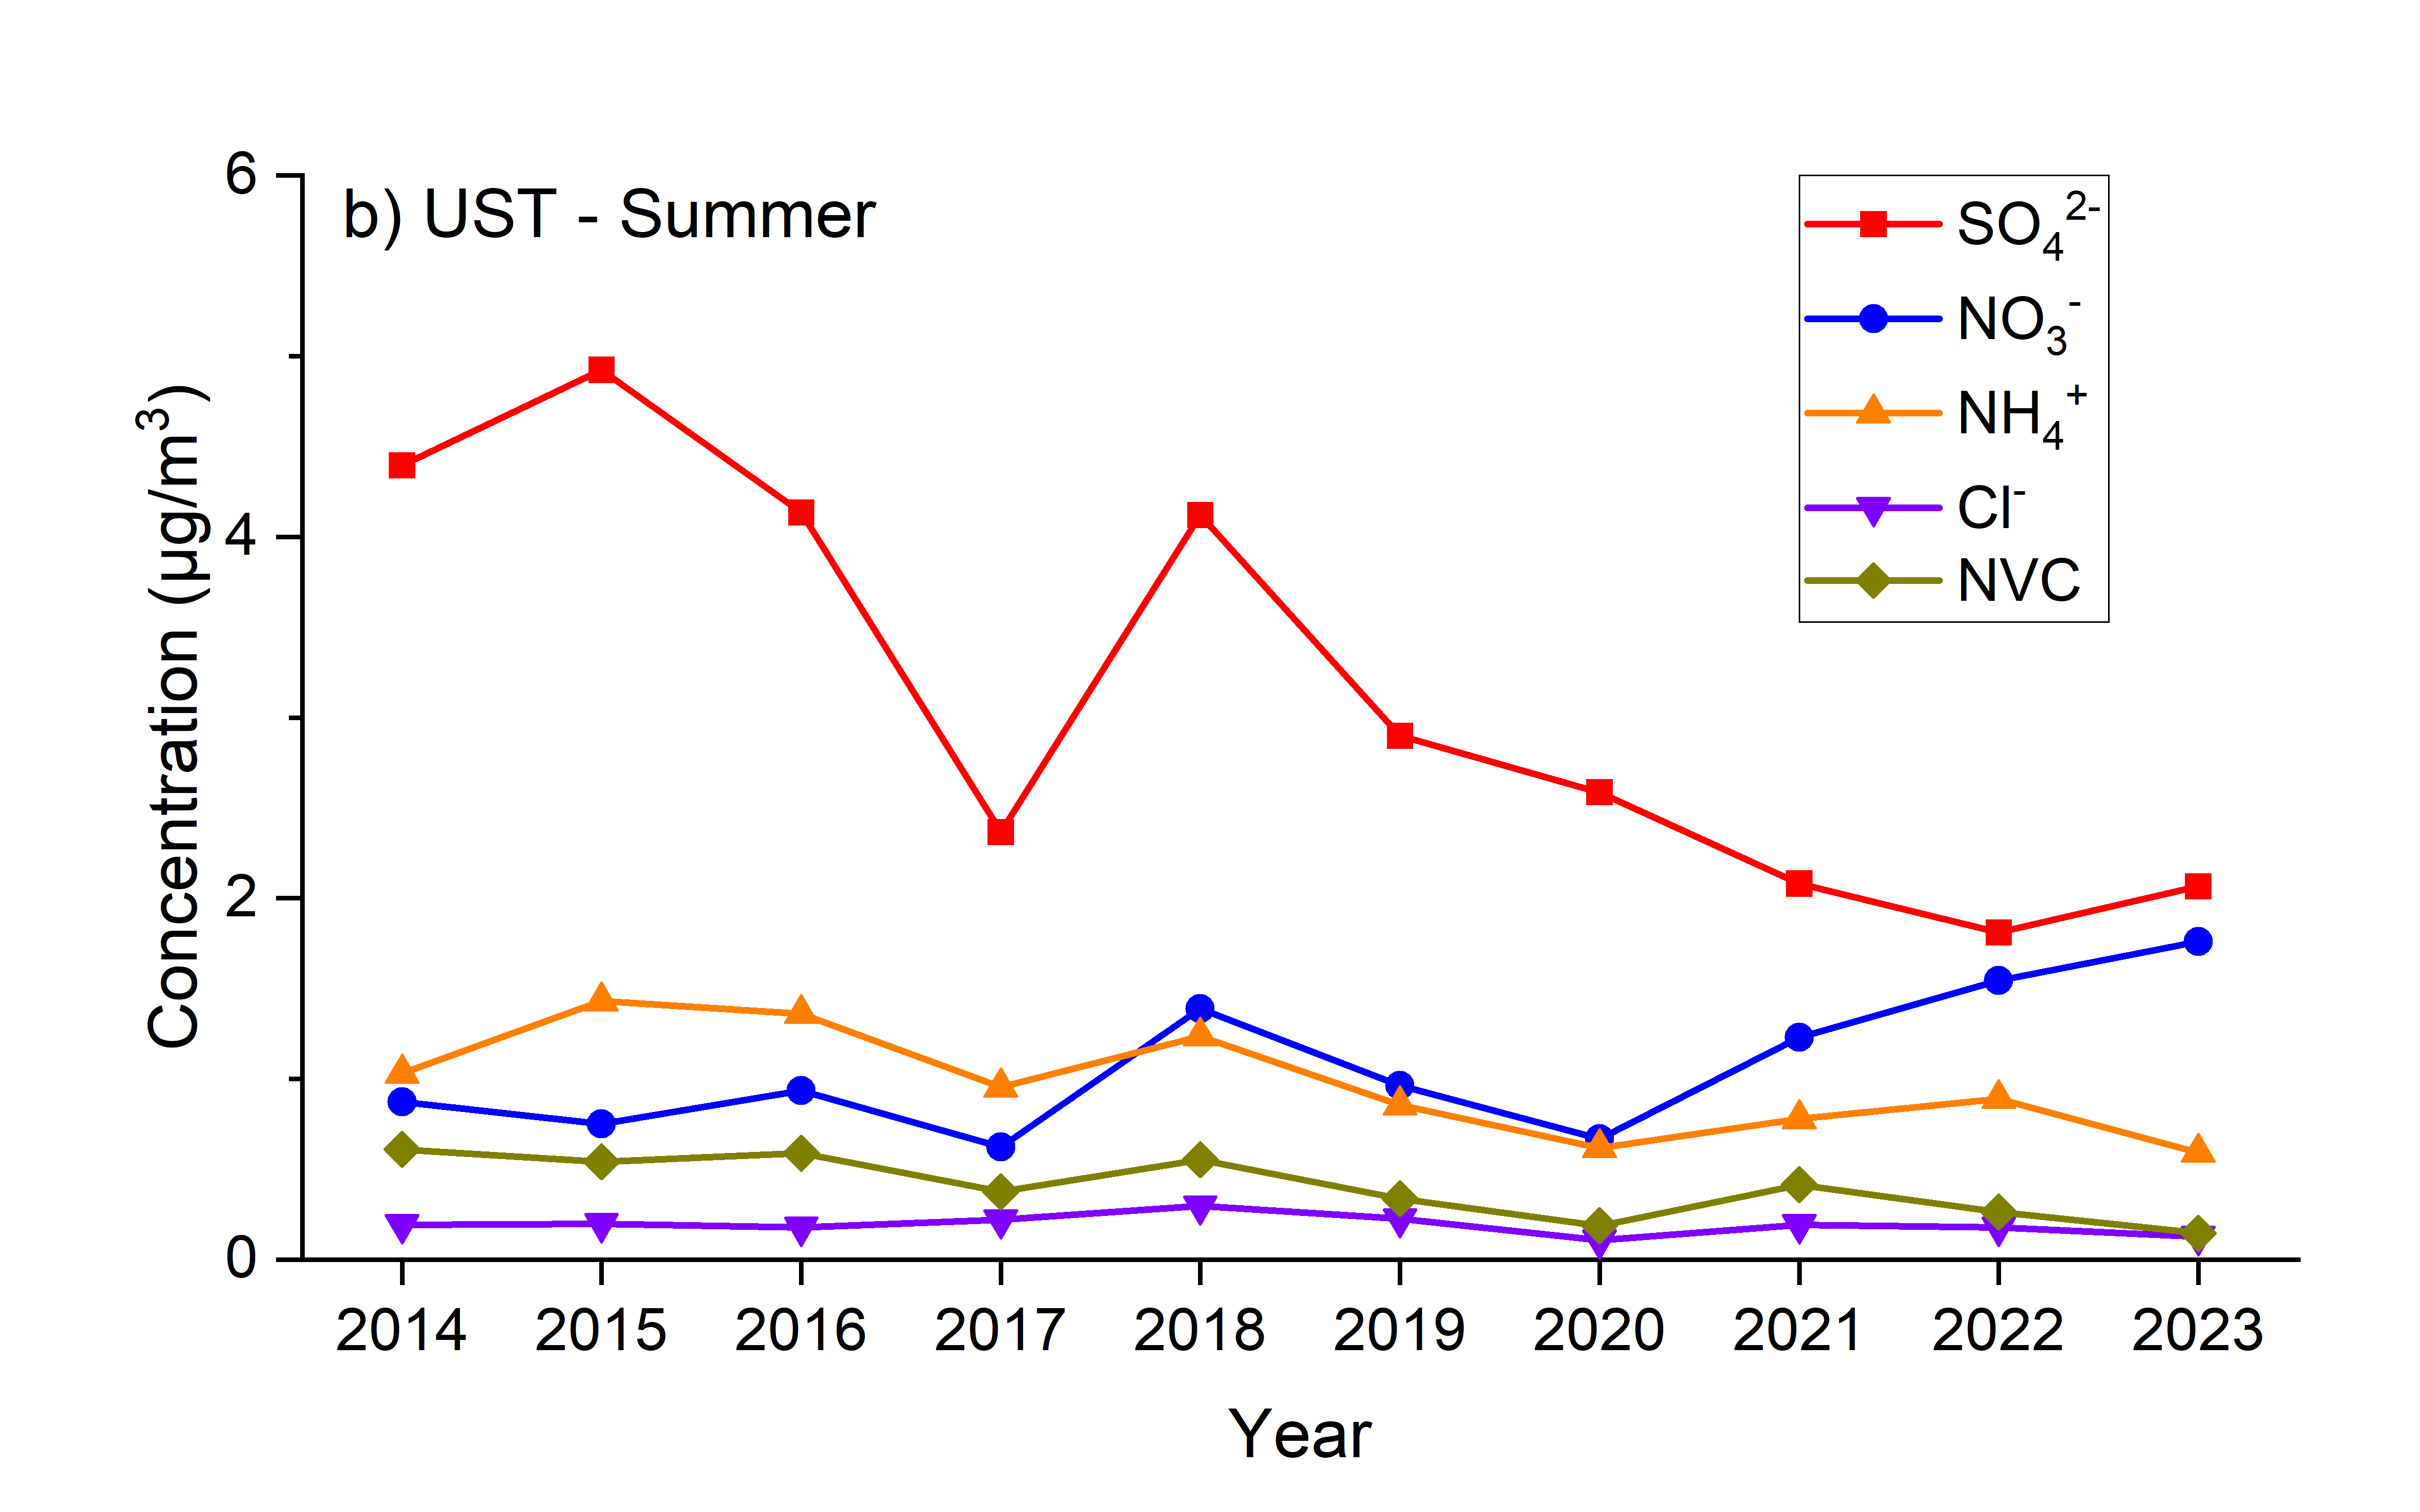 b) UST - Summer
SO₄²⁻
NO₃⁻
NH₄⁺
Cl⁻
NVC
Concentration (µg/m³)
6
4
2
0
2014 2015 2016 2017 2018 2019 2020 2021 2022 2023
Year